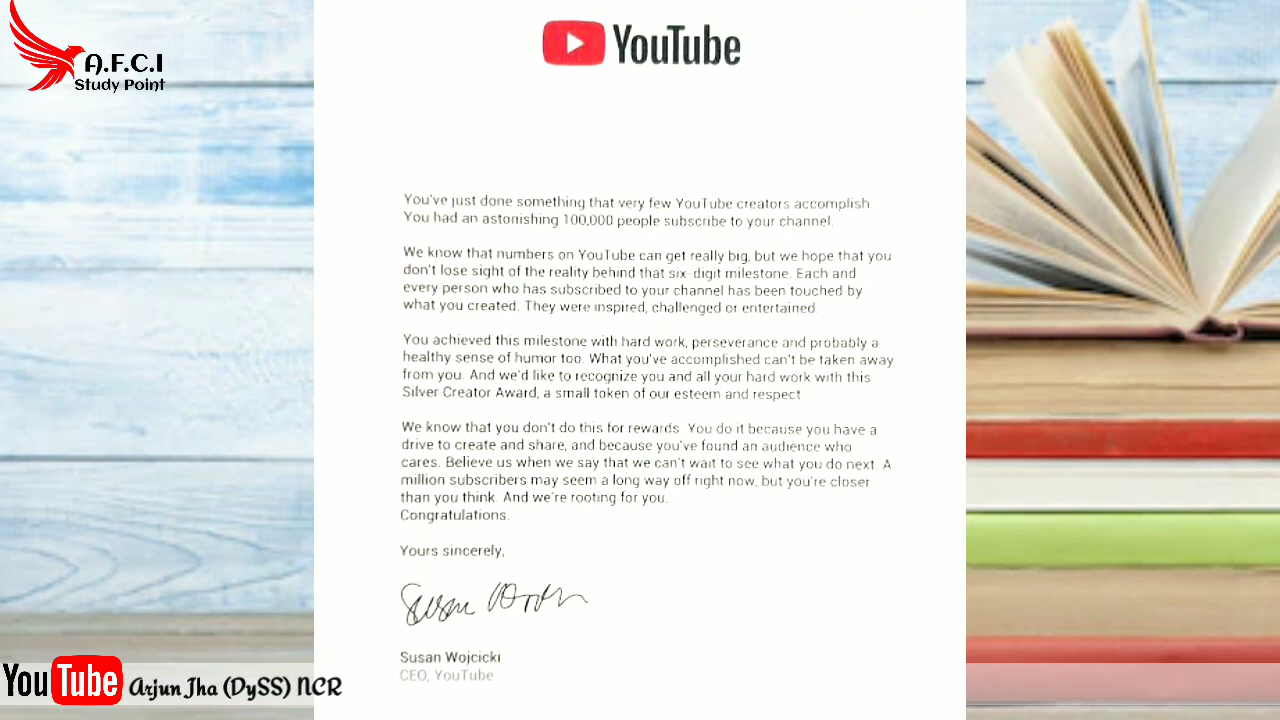 A.F.C.I
Study Point
YouTube
You've just done something that very few YouTube creators accomplish.
You had an astonishing 100,000 people subscribe to your channel.
We know that numbers on YouTube can get really big, but we hope that you
don't lose sight of the reality behind that six-digit milestone. Each and
every person who has subscribed to your channel has been touched by
what you created. They were inspired, challenged or entertained.
You achieved this milestone with hard work, perseverance and probably a
healthy sense of humor too. What you've accomplished can't be taken away
from you. And we'd like to recognize you and all your hard work with this
Silver Creator Award, a small token of our esteem and respect
We know that you don't do this for rewards. You do it because you have a
drive to create and share, and because you've found an audience who
cares. Believe us when we say that we can't wait to see what you do next. A
million subscribers may seem a long way off right now, but you're closer
than you think. And we're rooting for you.
Congratulations.
Yours sincerely,
Susan Wojcicki
CEO, YouTube
YouTube Arjun Jha (DySS) NCR